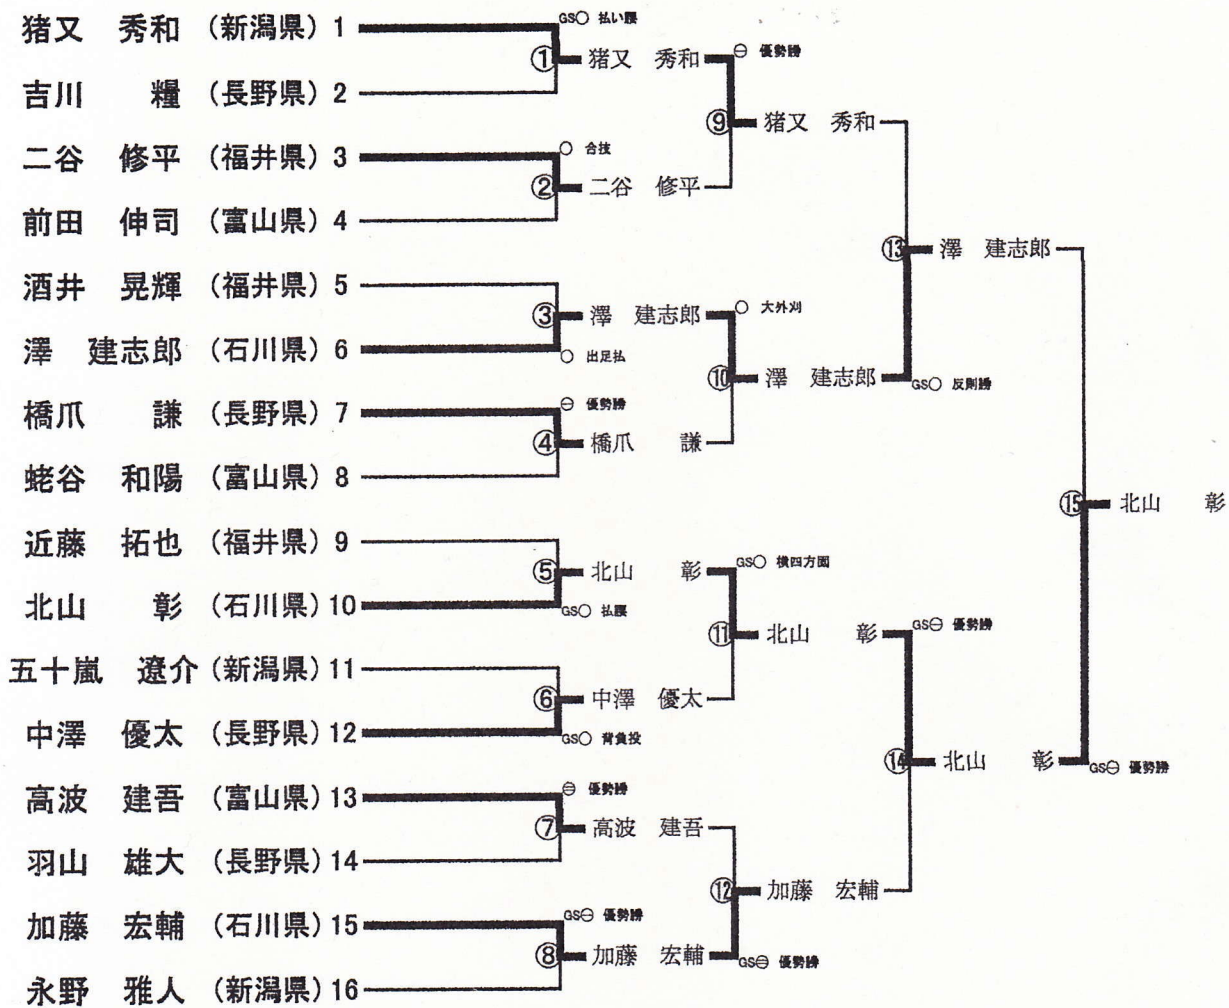 猪又 秀和 (新潟県) 1
GS○ 払い腰
① 猪又 秀和
⊖ 優勢勝
吉川 糧 (長野県) 2
⑨ 猪又 秀和
二谷 修平 (福井県) 3
○ 合技
② 二谷 修平
前田 伸司 (富山県) 4
⑬ 澤 建志郎
酒井 晃輝 (福井県) 5
③ 澤 建志郎
○ 大外刈
澤 建志郎 (石川県) 6
○ 出足払
⑩ 澤 建志郎
GS○ 反則勝
橋爪 謙 (長野県) 7
⊖ 優勢勝
④ 橋爪 謙
蛯谷 和陽 (富山県) 8
⑮ 北山 彰
近藤 拓也 (福井県) 9
⑤ 北山 彰
GS○ 横四方固
北山 彰 (石川県) 10
GS○ 払腰
⑪ 北山 彰
GS⊖ 優勢勝
五十嵐 遼介 (新潟県) 11
⑥ 中澤 優太
中澤 優太 (長野県) 12
GS○ 背負投
⑭ 北山 彰
GS⊖ 優勢勝
高波 建吾 (富山県) 13
⊖ 優勢勝
⑦ 高波 建吾
羽山 雄大 (長野県) 14
⑫ 加藤 宏輔
加藤 宏輔 (石川県) 15
GS⊖ 優勢勝
⑧ 加藤 宏輔
GS⊖ 優勢勝
永野 雅人 (新潟県) 16